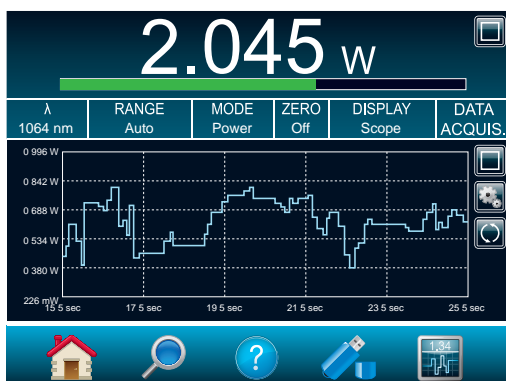 2.045 W
λ RANGE MODE ZERO DISPLAY DATA
1064 nm Auto Power Off Scope ACQUIS.
0 996 W
0 842 W
0 688 W
0 534 W
0 380 W
226 mW
15 5 sec 17 5 sec 19 5 sec 21 5 sec 23 5 sec 25 5 sec
?
1.34